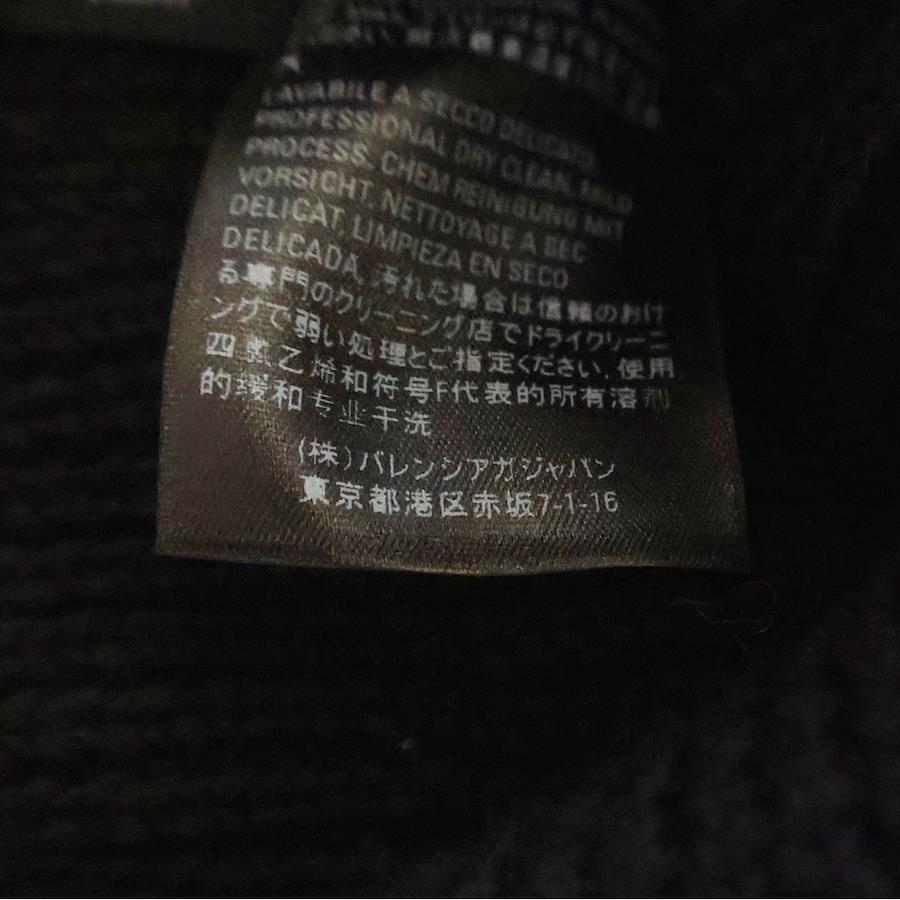 LAVABILE A SECCO DELICATO.
PROFESSIONAL DRY CLEAN, MILD
PROCESS. CHEM REINIGUNG MIT
VORSICHT. NETTOYAGE A SEC
DELICAT. LIMPIEZA EN SECO
DELICADA. 汚れた場合は信頼のおけ
る専門のクリーニング店でドライクリーニ
ングで弱い処理とご指定ください. 使用
四氯乙烯和符号F代表的所有溶剂
的缓和专业干洗
(株)バレンシアガジャパン
東京都港区赤坂7-1-16